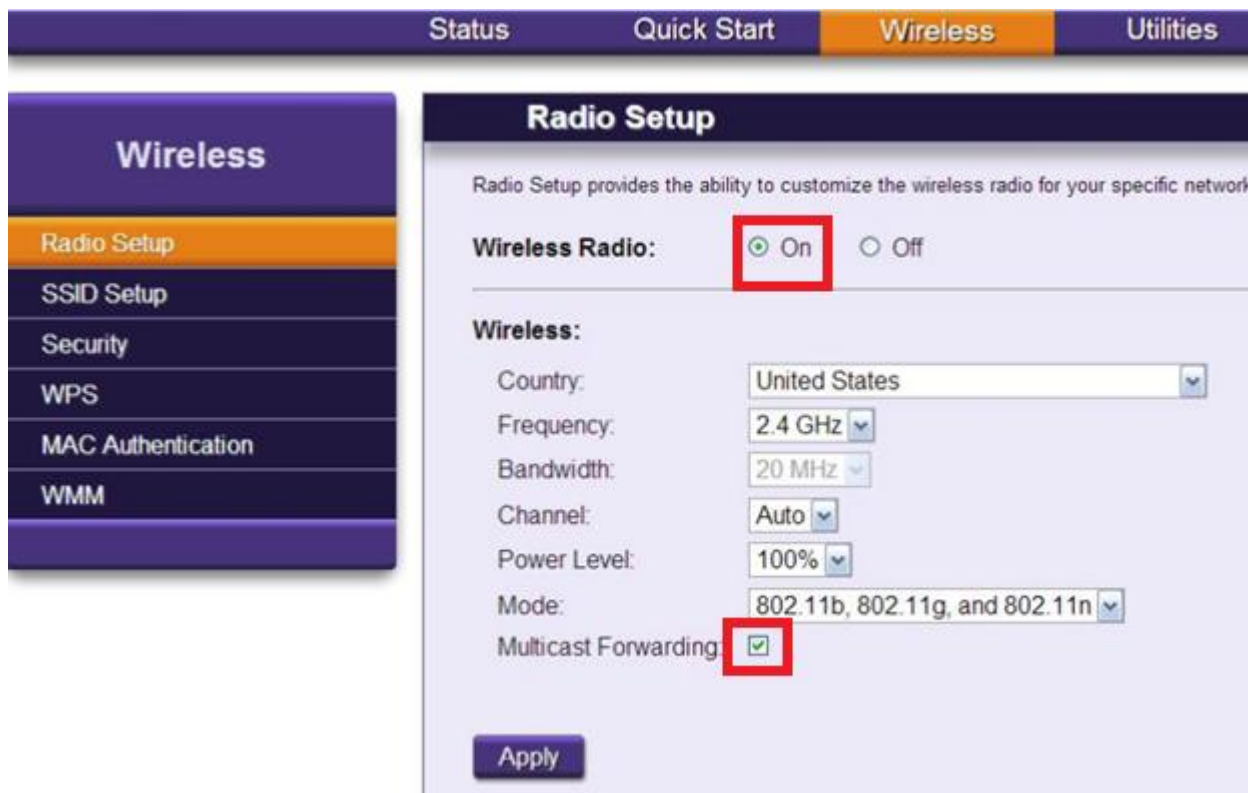 Status Quick Start Wireless Utilities
Wireless
Radio Setup
SSID Setup
Security
WPS
MAC Authentication
WMM
Radio Setup
Radio Setup provides the ability to customize the wireless radio for your specific network
Wireless Radio: On Off
Wireless:
Country: United States
Frequency: 2.4 GHz
Bandwidth: 20 MHz
Channel: Auto
Power Level: 100%
Mode: 802.11b, 802.11g, and 802.11n
Multicast Forwarding:
Apply